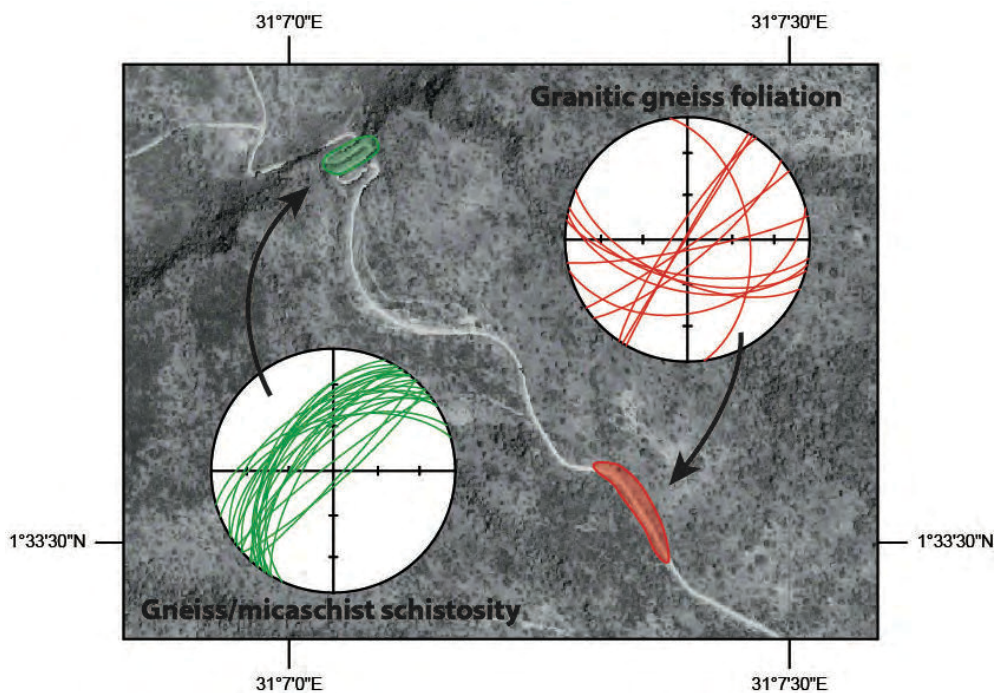 31°7'0"E
31°7'30"E
Granitic gneiss foliation
1°33'30"N
1°33'30"N
Gneiss/micaschist schistosity
31°7'0"E
31°7'30"E